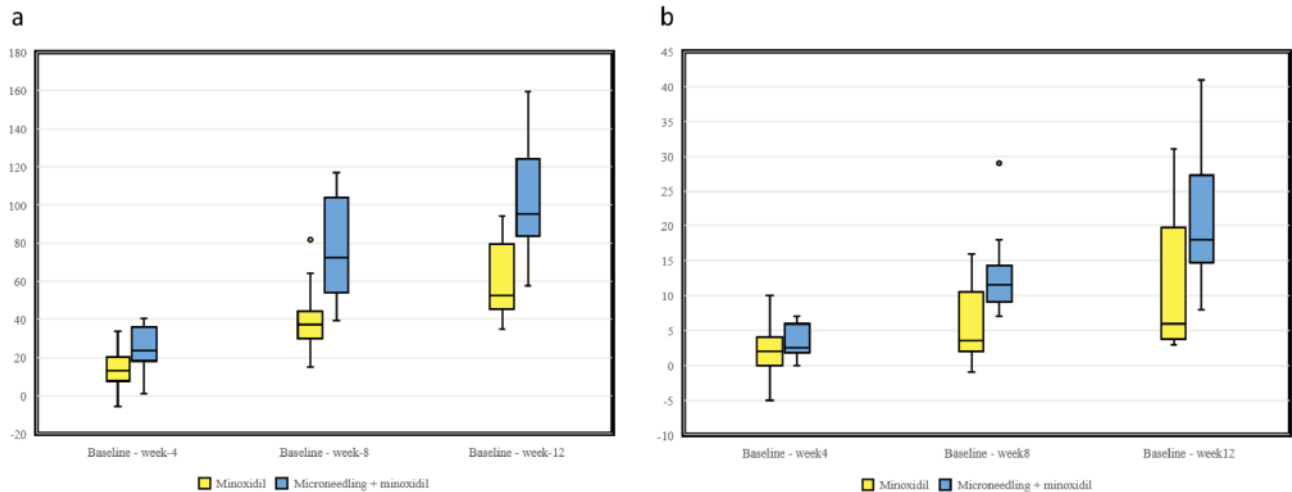 a
180
160
140
120
100
80
60
40
20
0
-20
Baseline - week-4
Baseline - week-8
Baseline - week-12
Minoxidil
Microneedling + minoxidil
b
45
40
35
30
25
20
15
10
5
0
-5
-10
Baseline - week4
Baseline - week8
Baseline - week12
Minoxidil
Microneedling + minoxidil